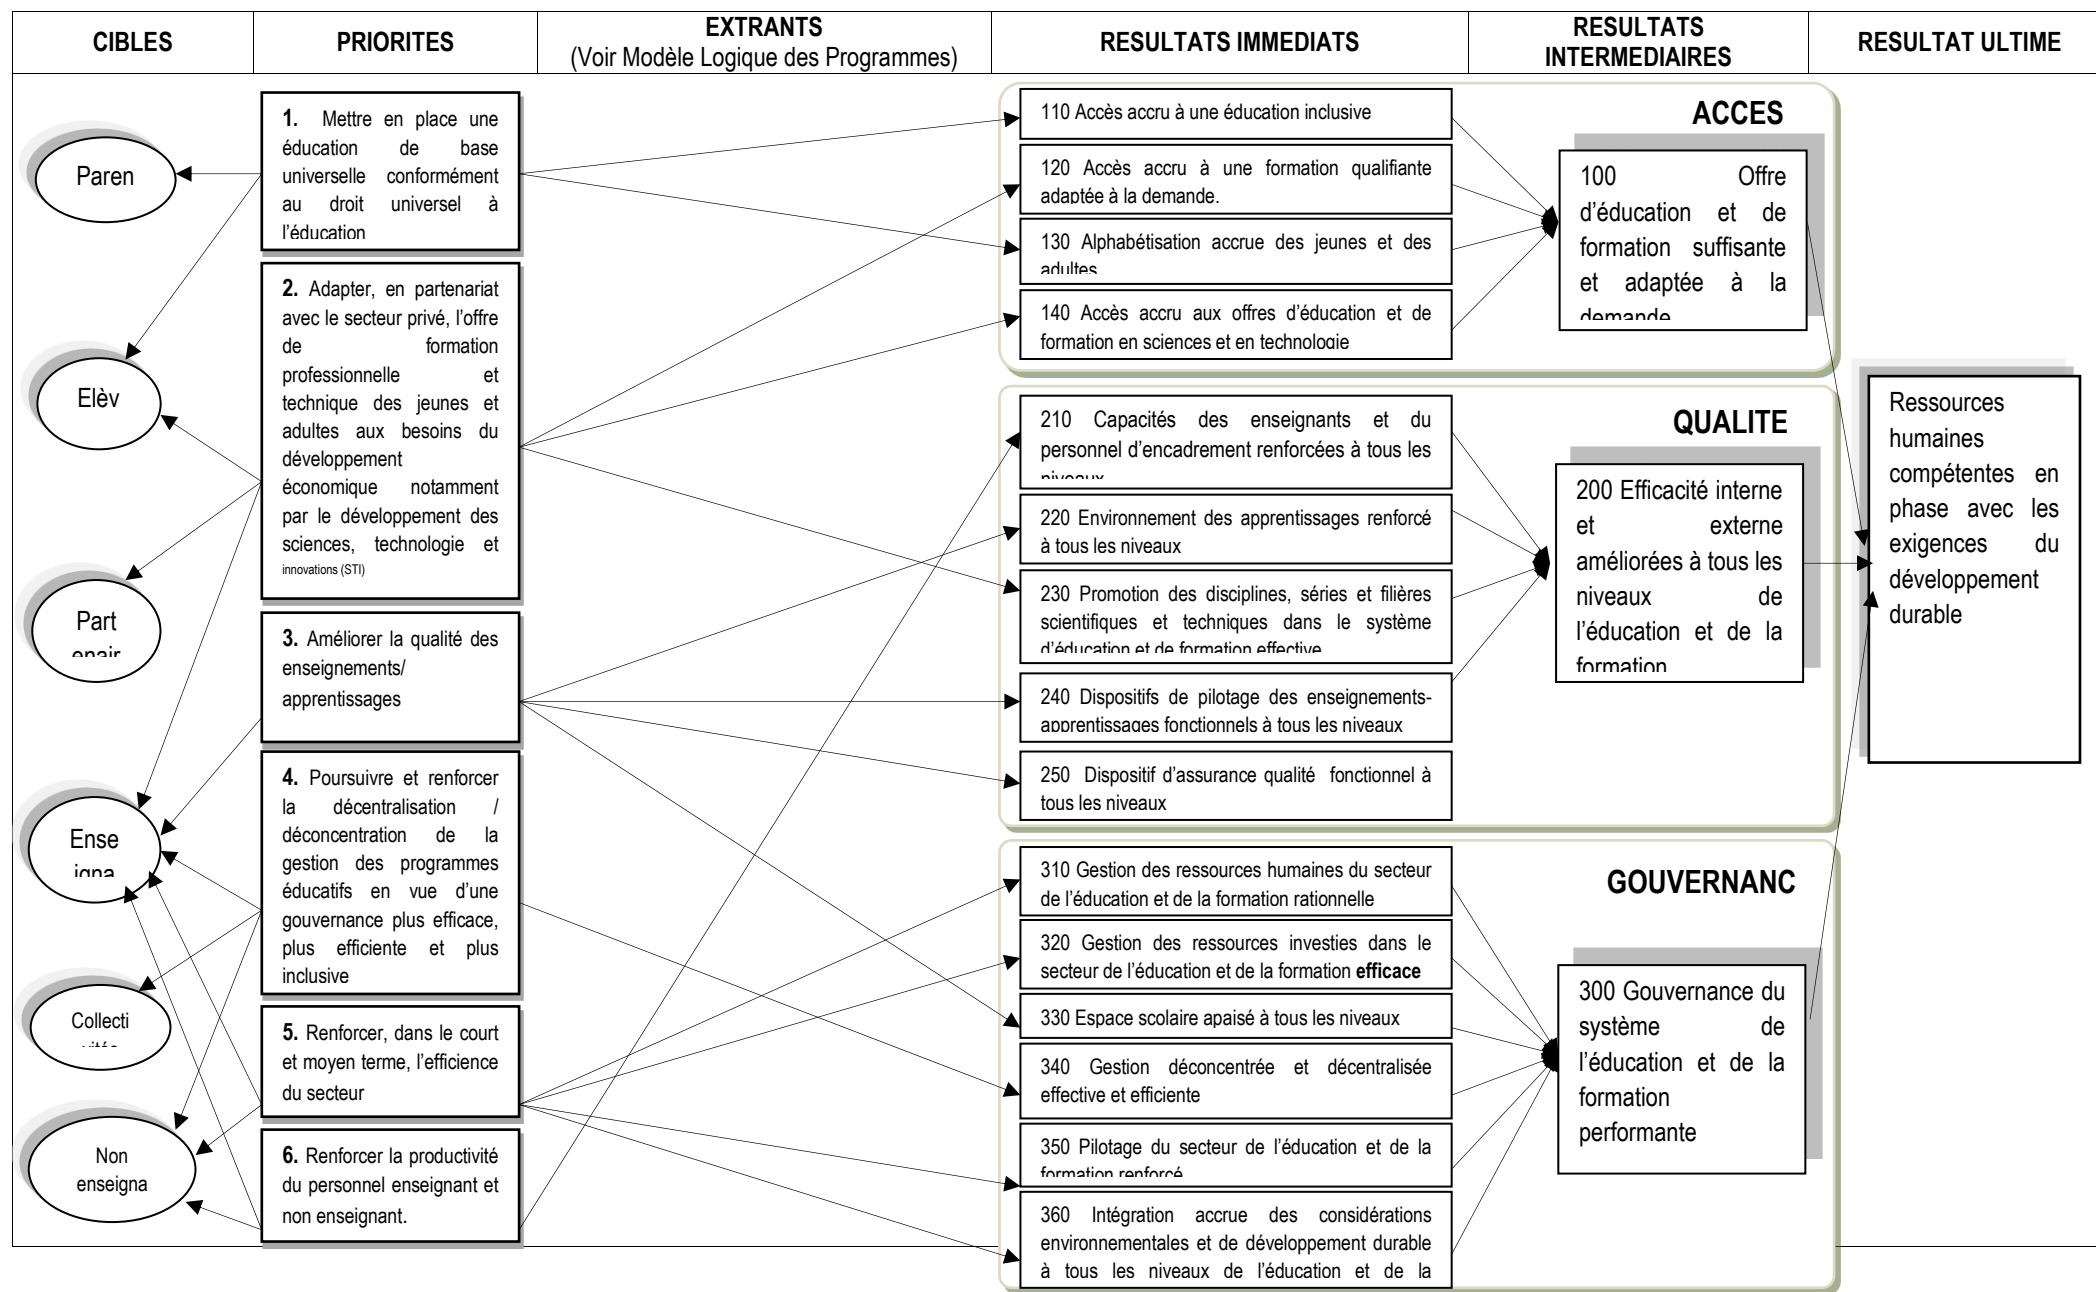 CIBLES
PRIORITES
EXTRANTS
(Voir Modèle Logique des Programmes)
RESULTATS IMMEDIATS
RESULTATS
INTERMEDIAIRES
RESULTAT ULTIME
Paren
Elèv
Part
enair
Ense
igna
Collecti
vités
Non
enseigna
1. Mettre en place une
éducation de base
universelle conformément
au droit universel à
l’éducation
2. Adapter, en partenariat
avec le secteur privé, l’offre
de formation
professionnelle et
technique des jeunes et
adultes aux besoins du
développement
économique notamment
par le développement des
sciences, technologie et
innovations (STI)
3. Améliorer la qualité des
enseignements/
apprentissages
4. Poursuivre et renforcer
la décentralisation /
déconcentration de la
gestion des programmes
éducatifs en vue d’une
gouvernance plus efficace,
plus efficiente et plus
inclusive
5. Renforcer, dans le court
et moyen terme, l’efficience
du secteur
6. Renforcer la productivité
du personnel enseignant et
non enseignant.
ACCES
110 Accès accru à une éducation inclusive
120 Accès accru à une formation qualifiante
adaptée à la demande.
130 Alphabétisation accrue des jeunes et des
adultes
140 Accès accru aux offres d’éducation et de
formation en sciences et en technologie
100 Offre
d’éducation et de
formation suffisante
et adaptée à la
demande
QUALITE
210 Capacités des enseignants et du
personnel d’encadrement renforcées à tous les
niveaux
220 Environnement des apprentissages renforcé
à tous les niveaux
230 Promotion des disciplines, séries et filières
scientifiques et techniques dans le système
d’éducation et de formation effective
240 Dispositifs de pilotage des enseignements-
apprentissages fonctionnels à tous les niveaux
250 Dispositif d’assurance qualité fonctionnel à
tous les niveaux
200 Efficacité interne
et externe
améliorées à tous les
niveaux de
l’éducation et de la
formation
GOUVERNANC
310 Gestion des ressources humaines du secteur
de l’éducation et de la formation rationnelle
320 Gestion des ressources investies dans le
secteur de l’éducation et de la formation efficace
330 Espace scolaire apaisé à tous les niveaux
340 Gestion déconcentrée et décentralisée
effective et efficiente
350 Pilotage du secteur de l’éducation et de la
formation renforcé
360 Intégration accrue des considérations
environnementales et de développement durable
à tous les niveaux de l’éducation et de la
300 Gouvernance du
système de
l’éducation et de la
formation
performante
Ressources
humaines
compétentes en
phase avec les
exigences du
développement
durable